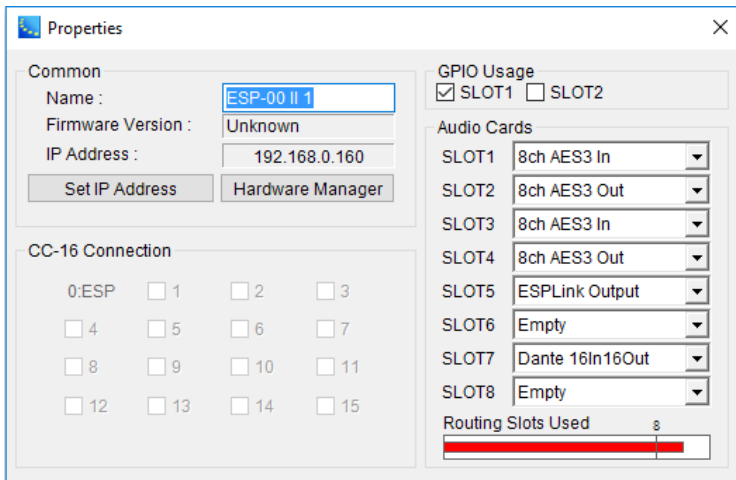 Properties
Common
Name :
ESP-00 II 1
Firmware Version :
Unknown
IP Address :
192.168.0.160
Set IP Address
Hardware Manager
CC-16 Connection
0:ESP 1 2 3
4 5 6 7
8 9 10 11
12 13 14 15
GPIO Usage
SLOT1 SLOT2
Audio Cards
SLOT1 8ch AES3 In
SLOT2 8ch AES3 Out
SLOT3 8ch AES3 In
SLOT4 8ch AES3 Out
SLOT5 ESPLink Output
SLOT6 Empty
SLOT7 Dante 16In16Out
SLOT8 Empty
Routing Slots Used 8